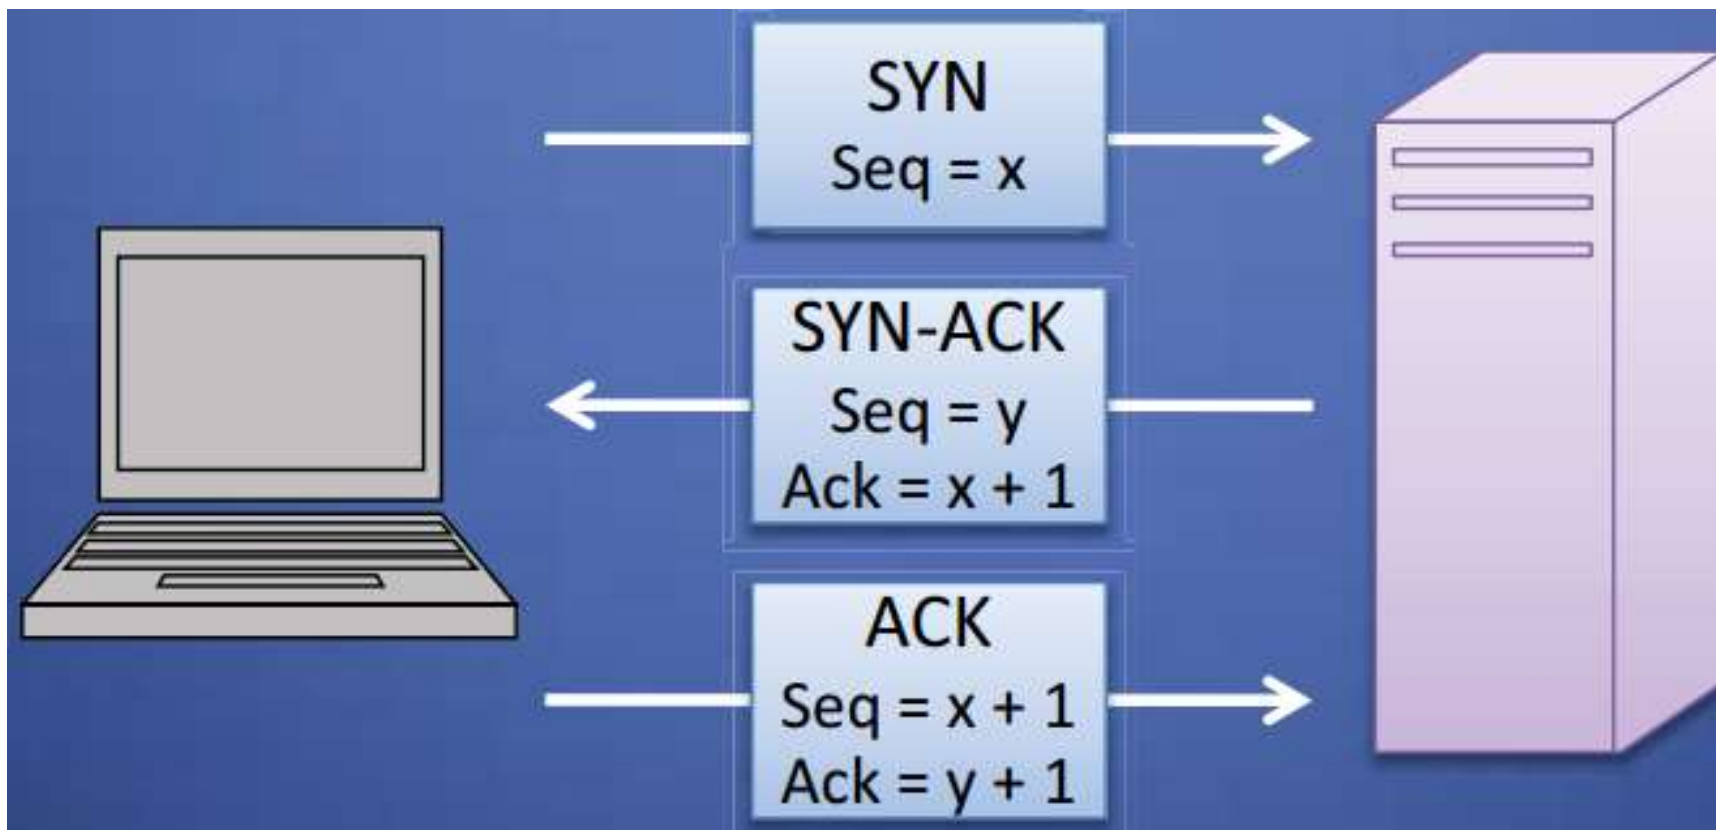 SYN
Seq = x
SYN-ACK
Seq = y
Ack = x + 1
ACK
Seq = x + 1
Ack = y + 1